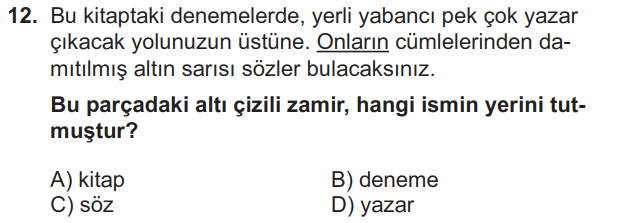 12. Bu kitaptaki denemelerde, yerli yabancı pek çok yazar
çıkacak yolunuzun üstüne. Onların cümlelerinden da-
mıtılmış altın sarısı sözler bulacaksınız.
Bu parçadaki altı çizili zamir, hangi ismin yerini tut-
muştur?
A) kitap B) deneme
C) söz D) yazar